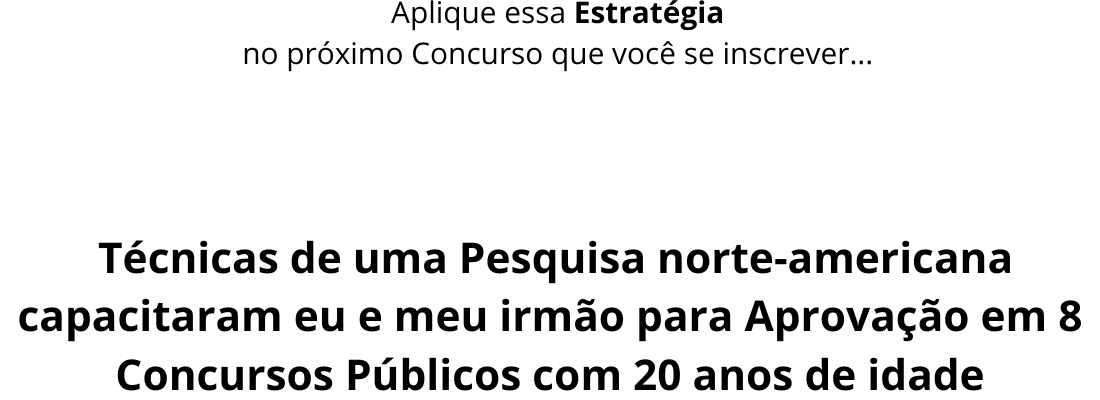 Aplique essa Estratégia
no próximo Concurso que você se inscrever...
Técnicas de uma Pesquisa norte-americana
capacitaram eu e meu irmão para Aprovação em 8
Concursos Públicos com 20 anos de idade